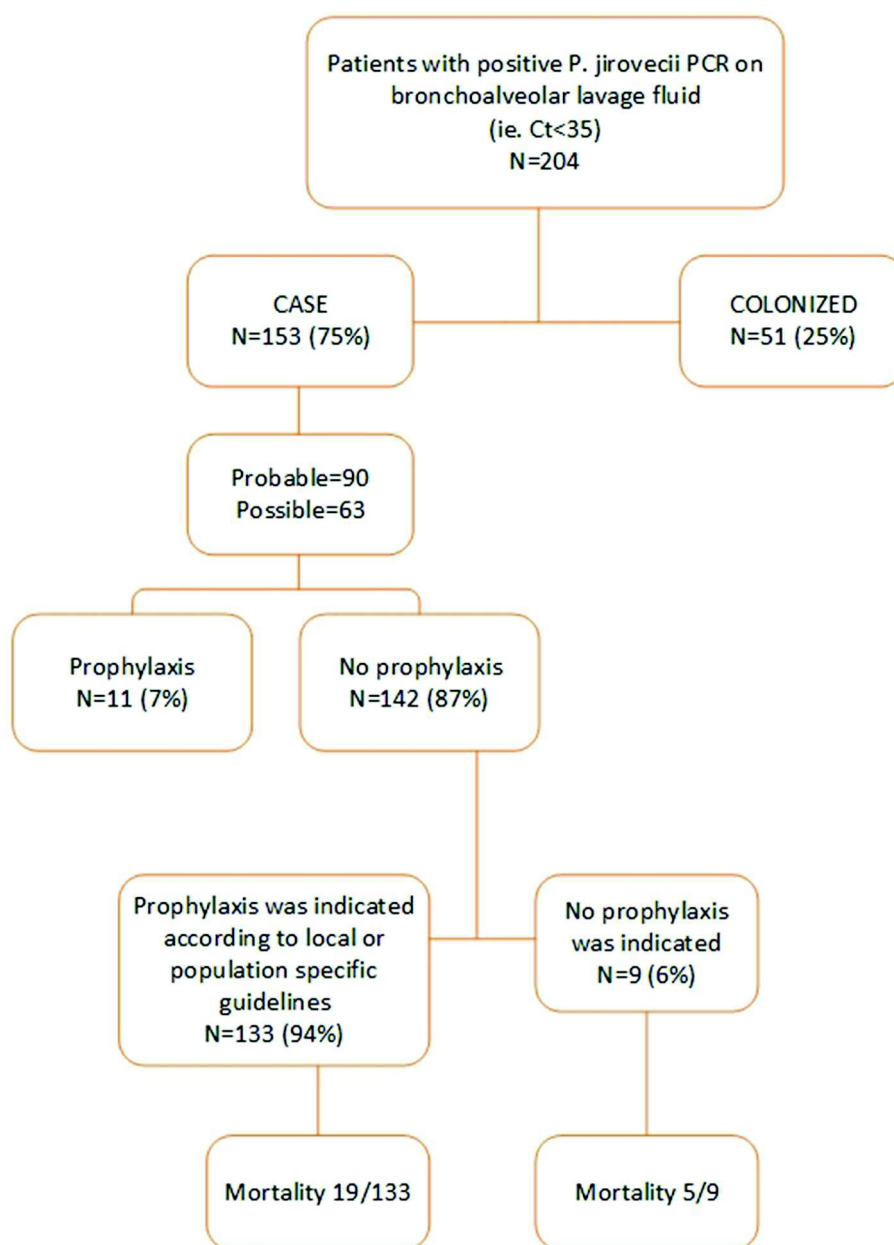 Patients with positive P. jirovecii PCR on
bronchoalveolar lavage fluid
(ie. Ct<35)
N=204
CASE
N=153 (75%)
COLONIZED
N=51 (25%)
Probable=90
Possible=63
Prophylaxis
N=11 (7%)
No prophylaxis
N=142 (87%)
Prophylaxis was indicated
according to local or
population specific
guidelines
N=133 (94%)
No prophylaxis
was indicated
N=9 (6%)
Mortality 19/133
Mortality 5/9